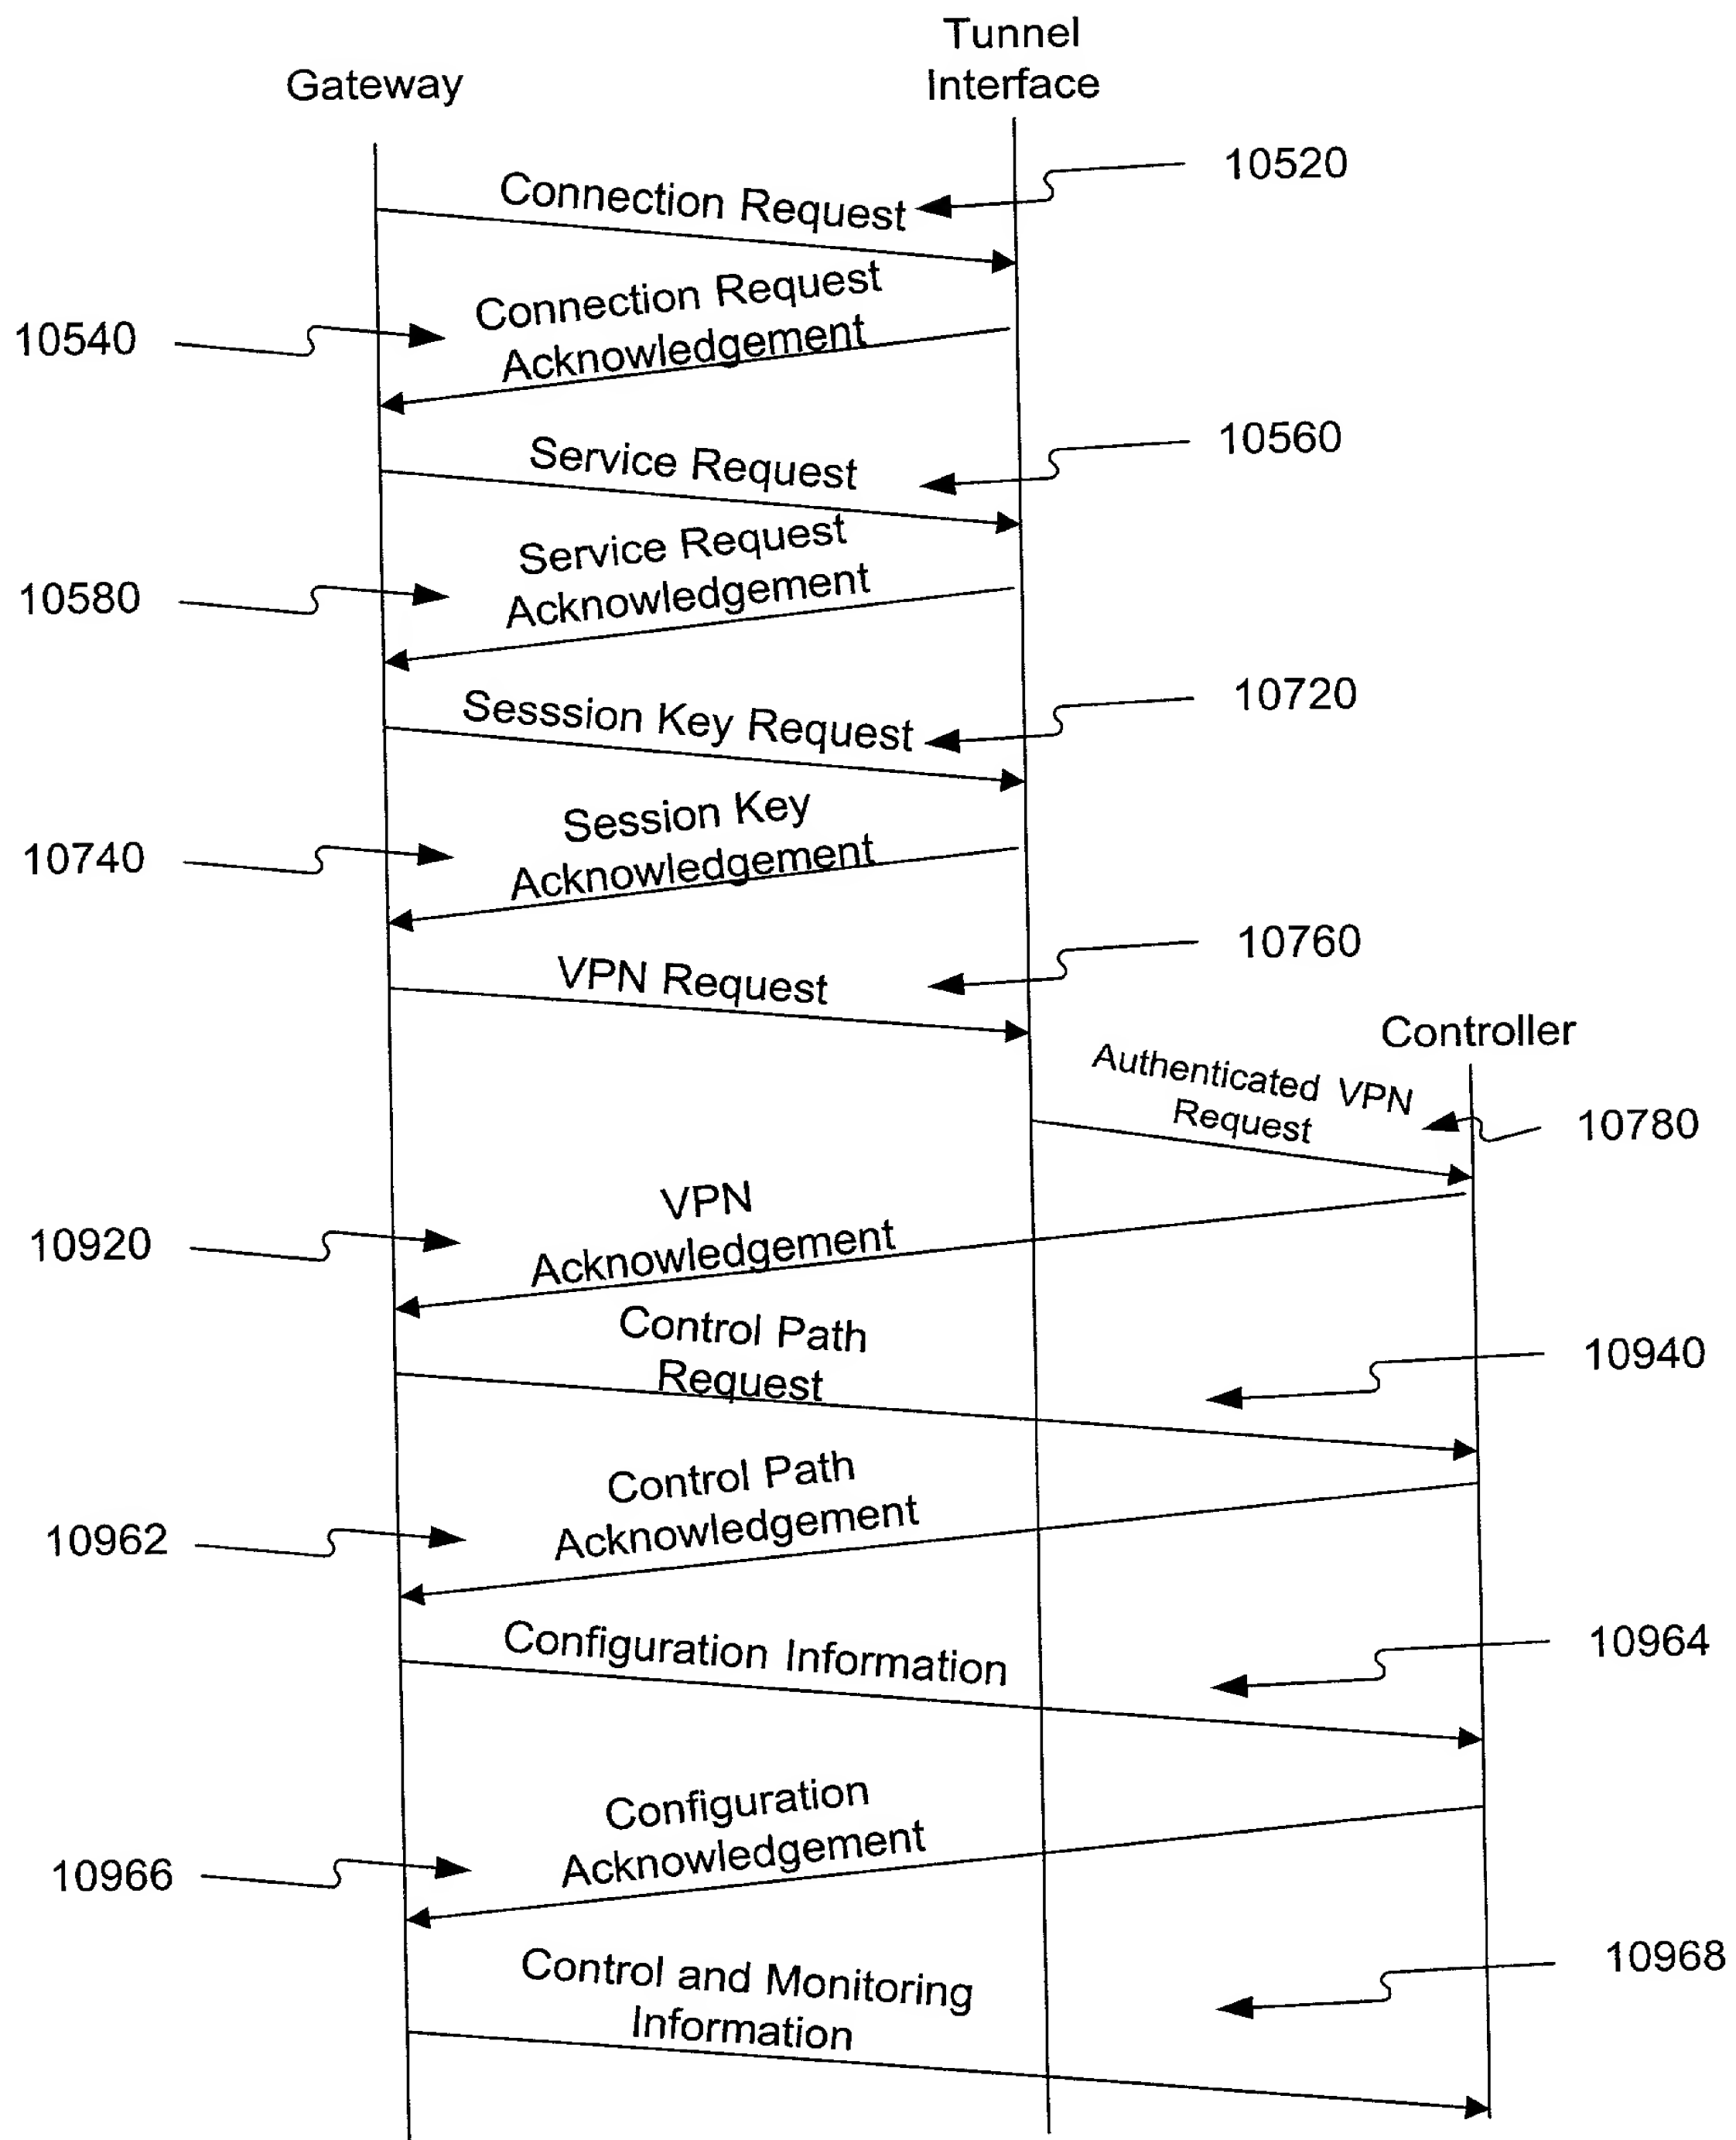 Tunnel
Interface
Gateway
10520
Connection Request
Connection Request
Acknowledgement
10540
10560
Service Request
Service Request
Acknowledgement
10580
10720
Sesssion Key Request
Session Key
Acknowledgement
10740
10760
VPN Request
Controller
Authenticated VPN
Request
10780
VPN
Acknowledgement
10920
Control Path
Request
10940
Control Path
Acknowledgement
10962
Configuration Information
10964
Configuration
Acknowledgement
10966
Control and Monitoring
Information
10968